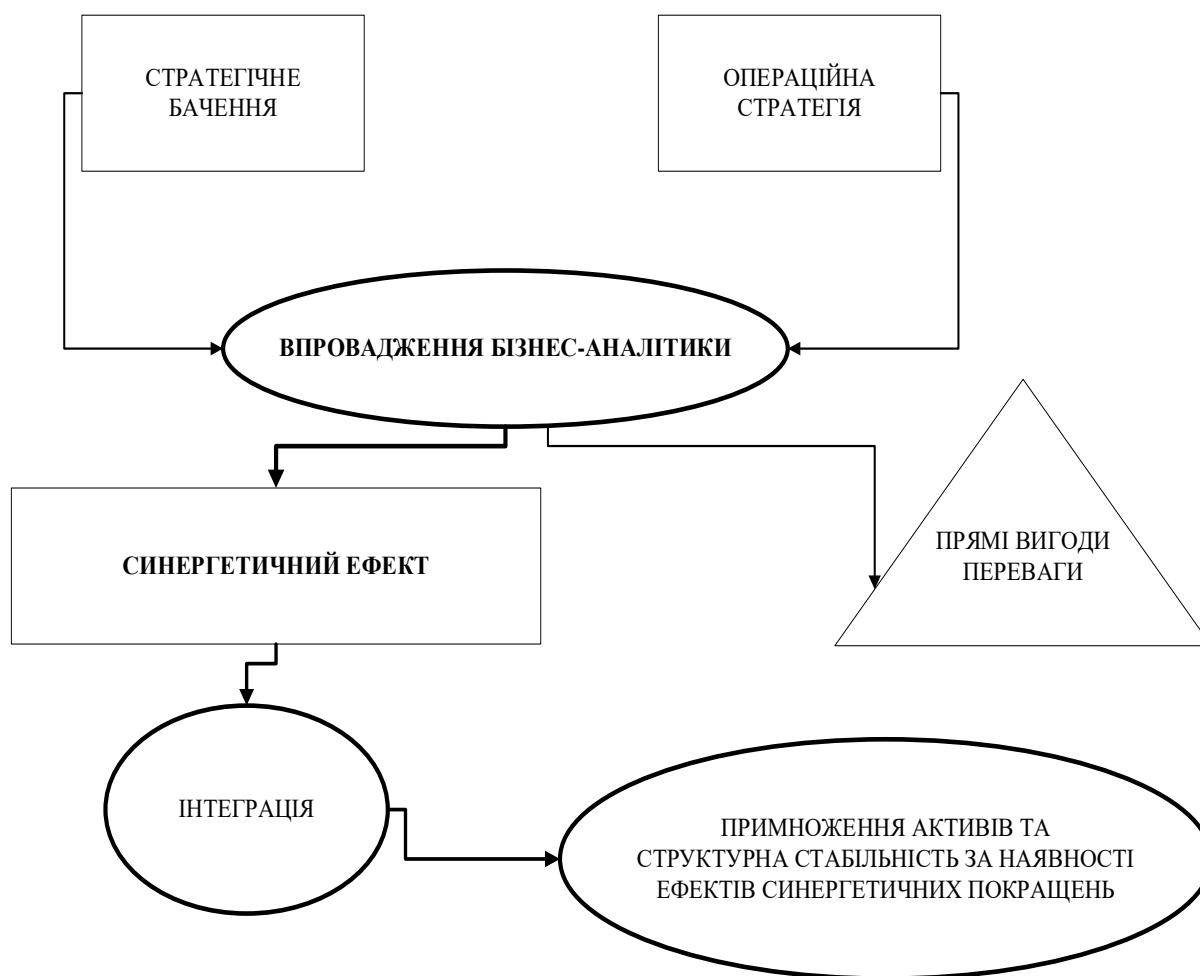 СТРАТЕГІЧНЕ
БАЧЕННЯ
ОПЕРАЦІЙНА
СТРАТЕГІЯ
ВПРОВАДЖЕННЯ БІЗНЕС-АНАЛІТИКИ
СИНЕРГЕТИЧНИЙ ЕФЕКТ
ПРЯМІ ВИГОДИ
ПЕРЕВАГИ
ІНТЕГРАЦІЯ
ПРИМНОЖЕННЯ АКТИВІВ ТА
СТРУКТУРНА СТАБІЛЬНІСТЬ ЗА НАЯВНОСТІ
ЕФЕКТІВ СИНЕРГЕТИЧНИХ ПОКРАЩЕНЬ